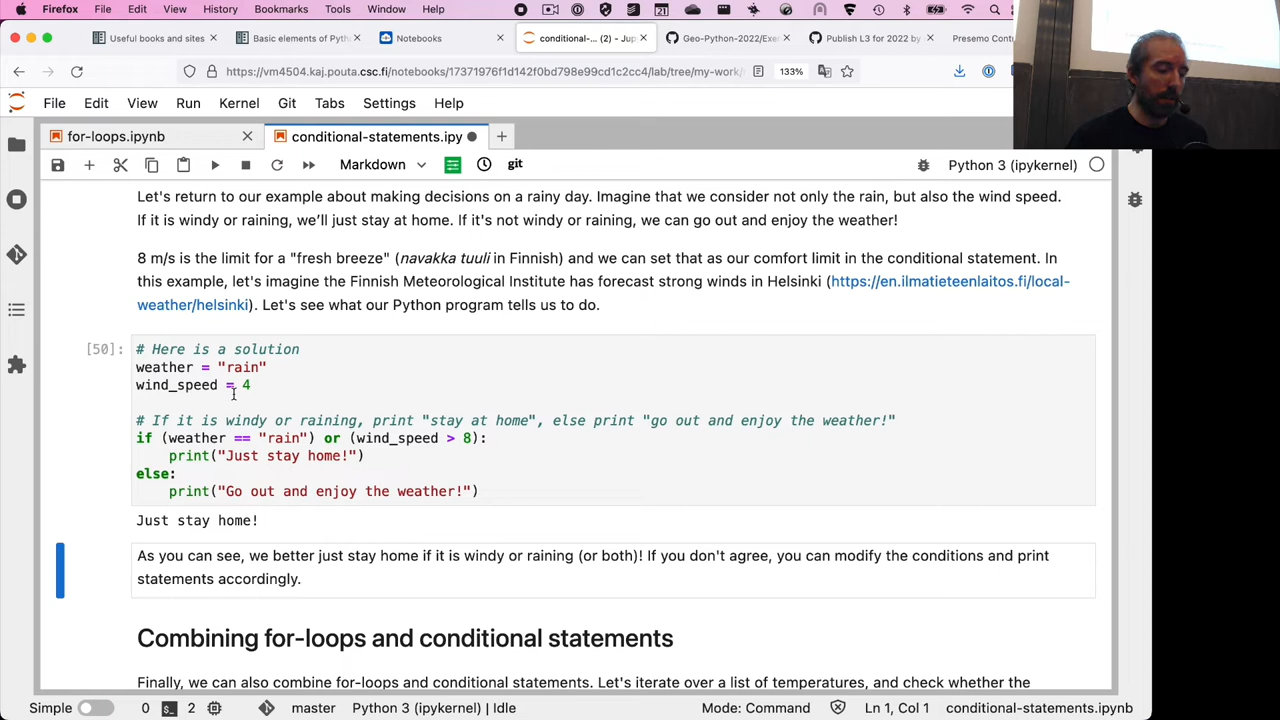 Firefox File Edit View History Bookmarks Tools Window Help
Useful books and sites
Basic elements of Pyth
Notebooks
conditional-... (2) - Jup
Geo-Python-2022/Exer
Publish L3 for 2022 by
Presemo Cont
https://vm4504.kaj.pouta.csc.fi/notebooks/17371976f1d142f0bd798e99cd1c2cc4/lab/tree/my-work/ 133%
File Edit View Run Kernel Git Tabs Settings Help
for-loops.ipynb
conditional-statements.ipy
Markdown git Python 3 (ipykernel)
Let's return to our example about making decisions on a rainy day. Imagine that we consider not only the rain, but also the wind speed.
If it is windy or raining, we'll just stay at home. If it's not windy or raining, we can go out and enjoy the weather!
8 m/s is the limit for a "fresh breeze" (navakka tuuli in Finnish) and we can set that as our comfort limit in the conditional statement. In
this example, let's imagine the Finnish Meteorological Institute has forecast strong winds in Helsinki (https://en.ilmatieteenlaitos.fi/local-
weather/helsinki). Let's see what our Python program tells us to do.
[50]: # Here is a solution
weather = "rain"
wind_speed = 4
# If it is windy or raining, print "stay at home", else print "go out and enjoy the weather!"
if (weather == "rain") or (wind_speed > 8):
print("Just stay home!")
else:
print("Go out and enjoy the weather!")
Just stay home!
As you can see, we better just stay home if it is windy or raining (or both)! If you don't agree, you can modify the conditions and print
statements accordingly.
Combining for-loops and conditional statements
Finally, we can also combine for-loops and conditional statements. Let's iterate over a list of temperatures, and check whether the
Simple 0 2 master Python 3 (ipykernel) | Idle Mode: Command Ln 1, Col 1 conditional-statements.ipynb